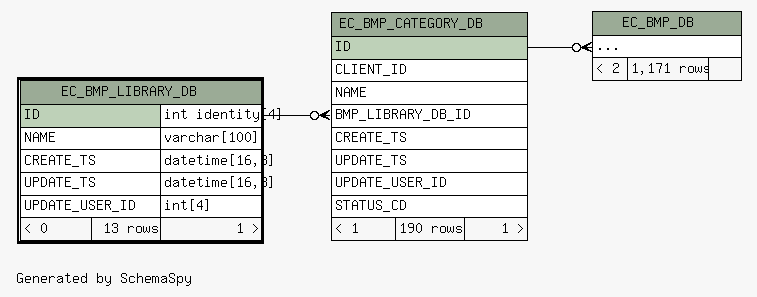 EC_BMP_LIBRARY_DB
ID int identity[4]
NAME varchar[100]
CREATE_TS datetime[16,3]
UPDATE_TS datetime[16,3]
UPDATE_USER_ID int[4]
< 0 13 rows 1 >
EC_BMP_CATEGORY_DB
ID
CLIENT_ID
NAME
BMP_LIBRARY_DB_ID
CREATE_TS
UPDATE_TS
UPDATE_USER_ID
STATUS_CD
< 1 190 rows 1 >
EC_BMP_DB
...
< 2 1,171 rows
Generated by SchemaSpy